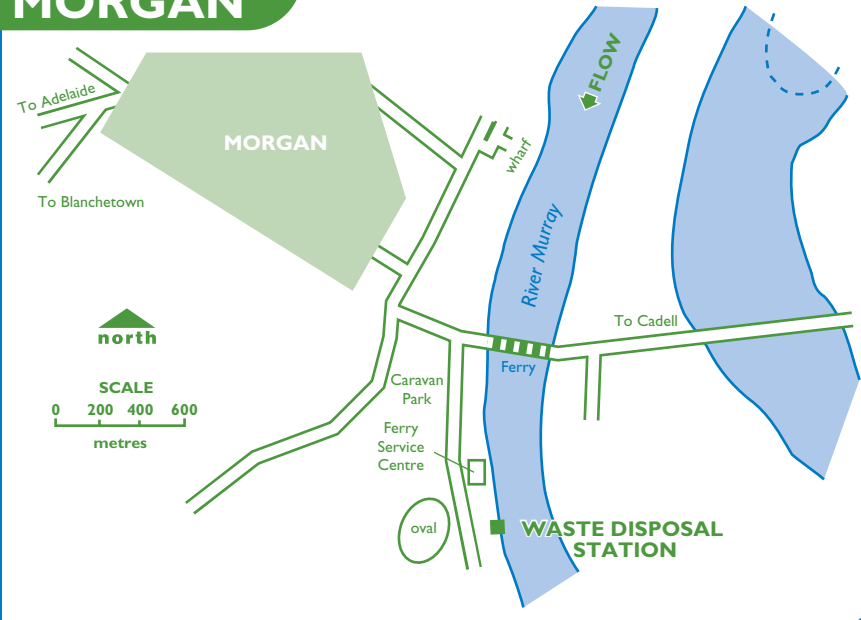 MORGAN
FLOW
To Adelaide
MORGAN
wharf
To Blanchetown
River Murray
north
To Cadell
Ferry
SCALE
0 200 400 600
metres
Caravan
Park
Ferry
Service
Centre
oval
WASTE DISPOSAL
STATION